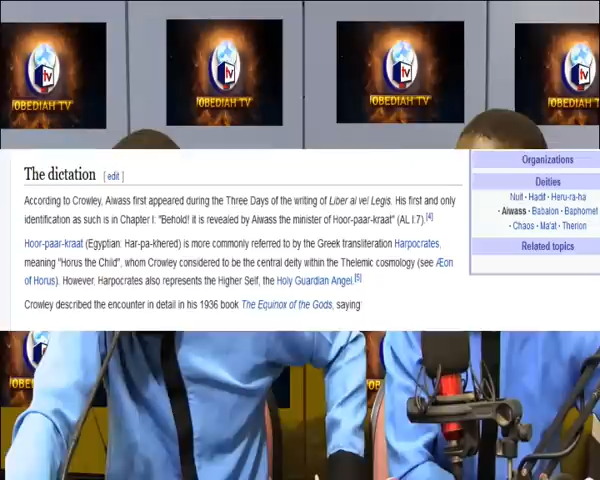 tv
tv
tv
tv
OBEDIAH TV
OBEDIAH TV
OBEDIAH TV
OBEDIAH TV
The dictation [ edit ]
According to Crowley, Aiwass first appeared during the Three Days of the writing of Liber al vel Legis. His first and only
identification as such is in Chapter I: "Behold! it is revealed by Aiwass the minister of Hoor-paar-kraat" (AL I:7).[4]
Hoor-paar-kraat (Egyptian: Har-pa-khered) is more commonly referred to by the Greek transliteration Harpocrates,
meaning "Horus the Child", whom Crowley considered to be the central deity within the Thelemic cosmology (see Æon
of Horus). However, Harpocrates also represents the Higher Self, the Holy Guardian Angel.[5]
Crowley described the encounter in detail in his 1936 book The Equinox of the Gods, saying
Organizations
Deities
Nuit · Hadit · Heru-ra-ha
· Aiwass · Babalon · Baphomet
· Chaos · Ma'at · Therion
Related topics